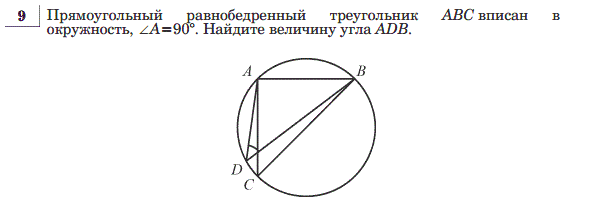 9 Прямоугольный равнобедренный треугольник ABC вписан в
окружность, ∠A=90°. Найдите величину угла ADB.
A
B
D
C